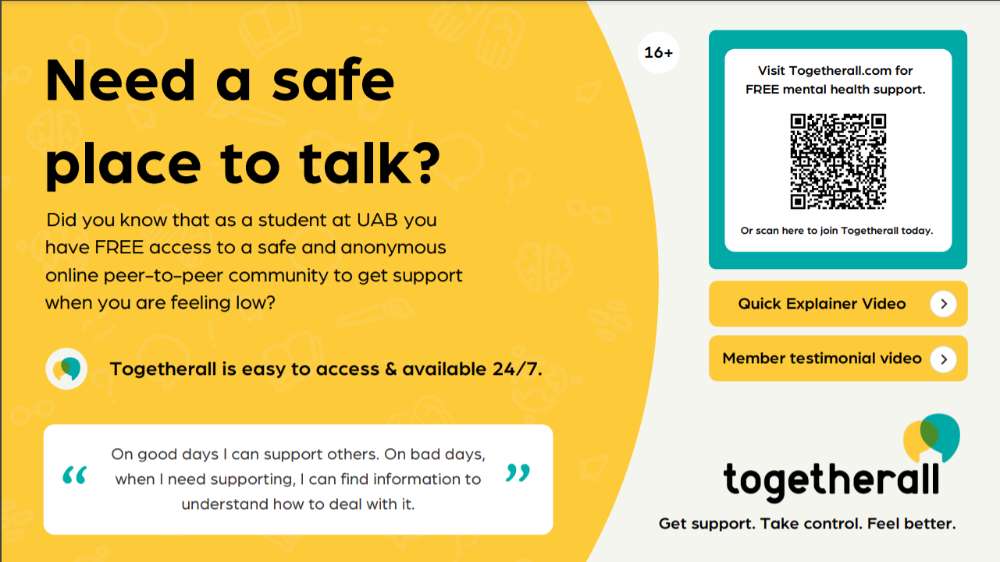 Need a safe
place to talk?
Did you know that as a student at UAB you
have FREE access to a safe and anonymous
online peer-to-peer community to get support
when you are feeling low?
Togetherall is easy to access & available 24/7.
“ On good days I can support others. On bad days,
when I need supporting, I can find information to
understand how to deal with it. ”
16+
Visit Togetherall.com for
FREE mental health support.
Or scan here to join Togetherall today.
Quick Explainer Video
Member testimonial video
togetherall
Get support. Take control. Feel better.